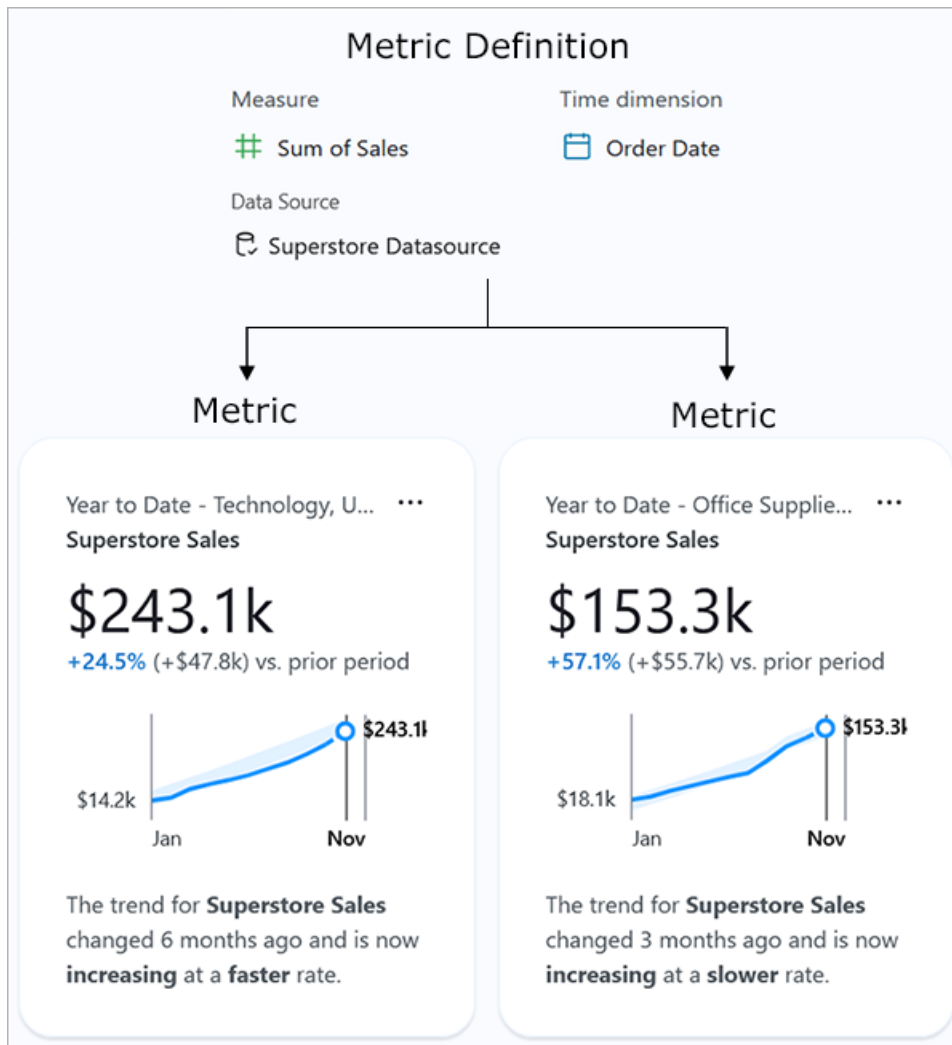 Metric Definition
Measure
Time dimension
Sum of Sales
Order Date
Data Source
Superstore Datasource
Metric
Year to Date - Technology, U...
Superstore Sales
$243.1k
+24.5% (+$47.8k) vs. prior period
$243.1k
$14.2k
Jan
Nov
The trend for Superstore Sales
changed 6 months ago and is now
increasing at a faster rate.
Metric
Year to Date - Office Supplie...
Superstore Sales
$153.3k
+57.1% (+$55.7k) vs. prior period
$153.3k
$18.1k
Jan
Nov
The trend for Superstore Sales
changed 3 months ago and is now
increasing at a slower rate.